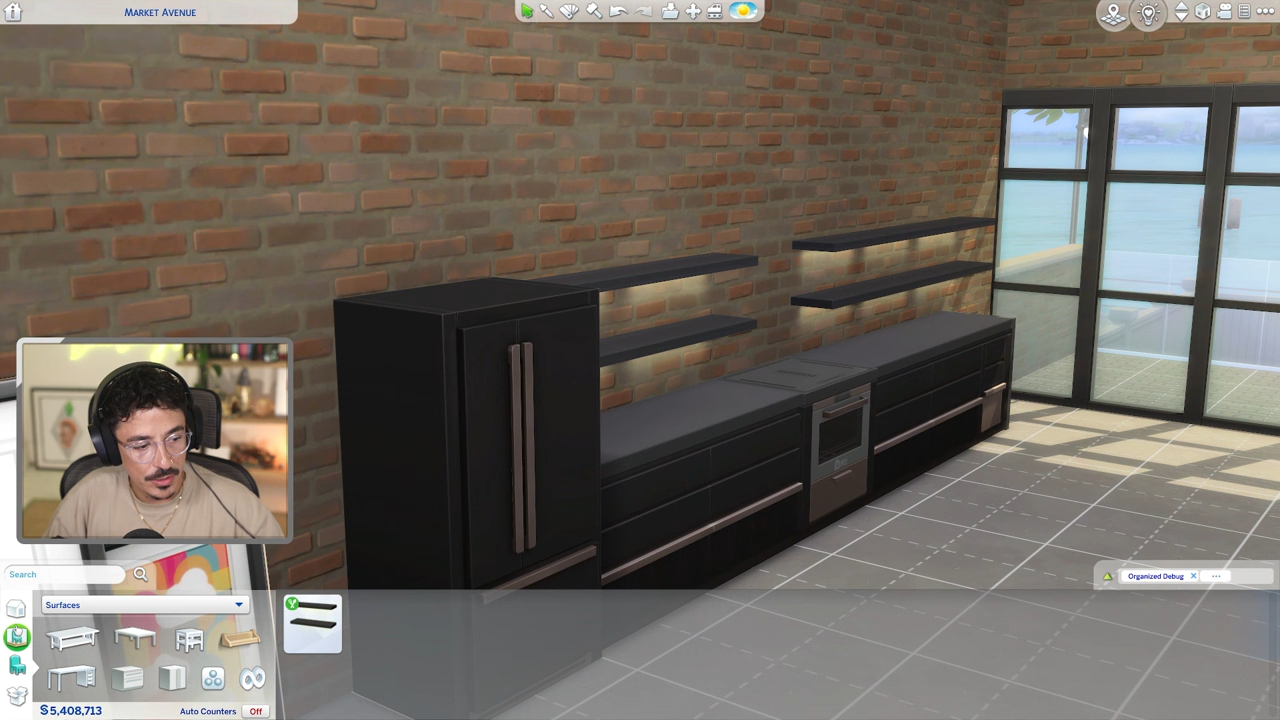 Market Avenue
Search
Organized Debug
Surfaces
$5,408,713
Auto Counters
Off